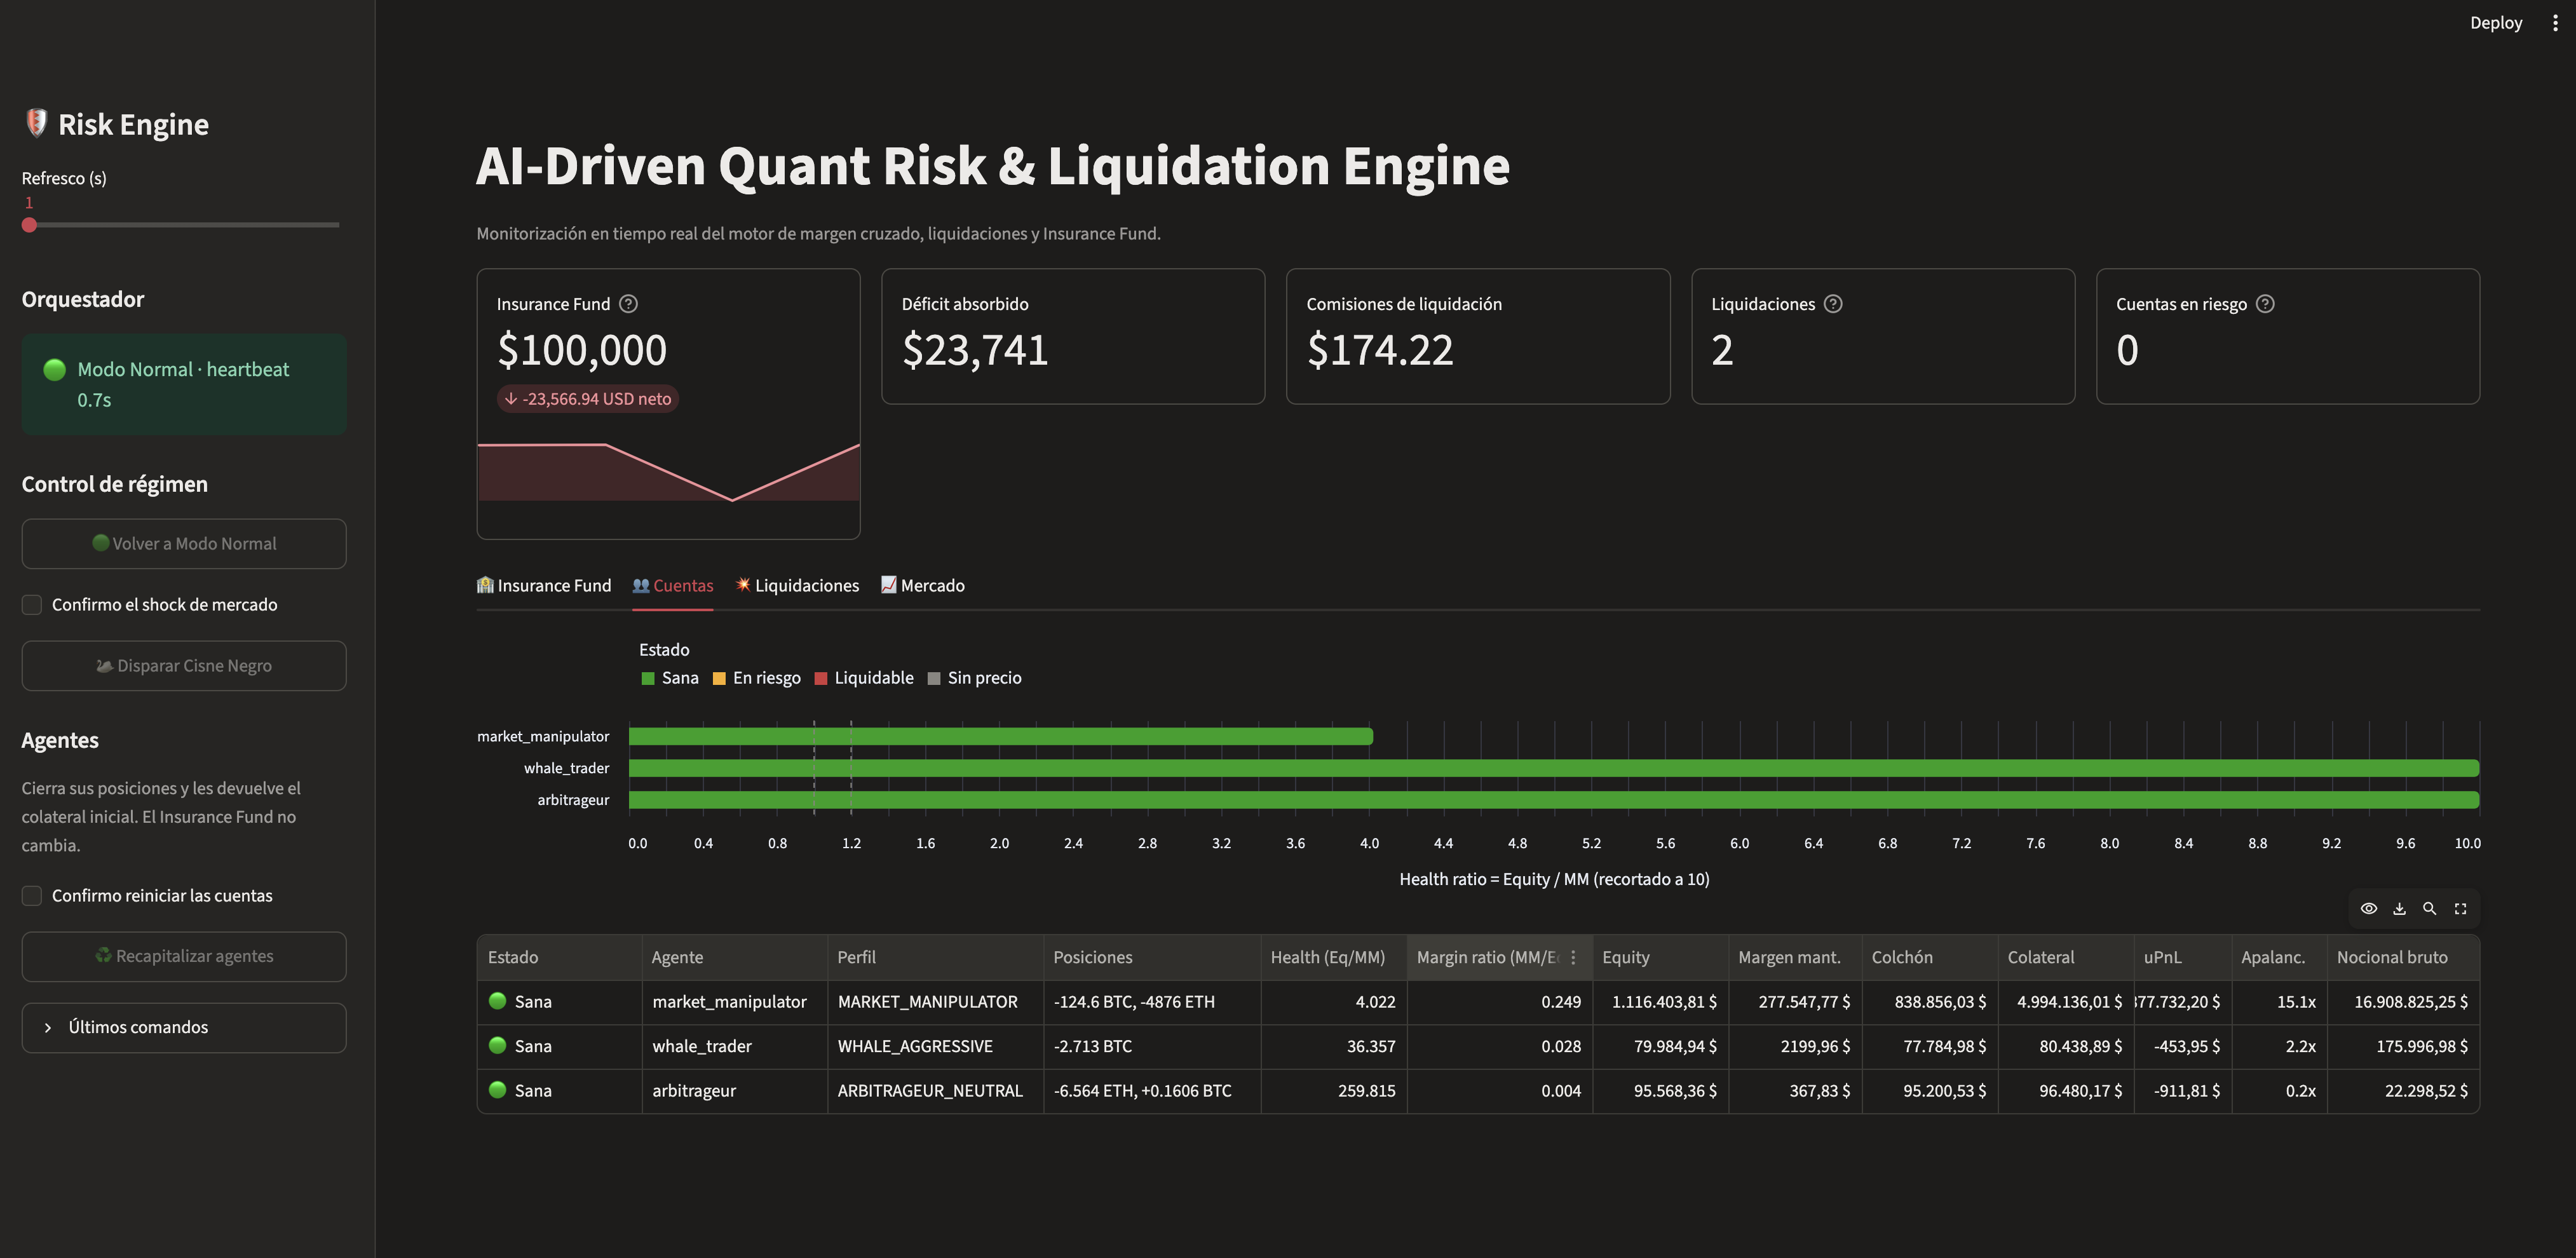 Deploy
Risk Engine
Refresco (s)
1
Orquestador
Modo Normal · heartbeat
0.7s
Control de régimen
Volver a Modo Normal
Confirmo el shock de mercado
Disparar Cisne Negro
Agentes
Cierra sus posiciones y les devuelve el
colateral inicial. El Insurance Fund no
cambia.
Confirmo reiniciar las cuentas
Recapitalizar agentes
Últimos comandos
AI-Driven Quant Risk & Liquidation Engine
Monitorización en tiempo real del motor de margen cruzado, liquidaciones y Insurance Fund.
Insurance Fund
$100,000
↓ -23,566.94 USD neto
Déficit absorbido
$23,741
Comisiones de liquidación
$174.22
Liquidaciones
2
Cuentas en riesgo
0
Insurance Fund Cuentas Liquidaciones Mercado
Estado
Sana En riesgo Liquidable Sin precio
market_manipulator
whale_trader
arbitrageur
0.0 0.4 0.8 1.2 1.6 2.0 2.4 2.8 3.2 3.6 4.0 4.4 4.8 5.2 5.6 6.0 6.4 6.8 7.2 7.6 8.0 8.4 8.8 9.2 9.6 10.0
Health ratio = Equity / MM (recortado a 10)
Estado Agente Perfil Posiciones Health (Eq/MM) Margin ratio (MM/E Equity Margen mant. Colchón Colateral uPnL Apalanc. Nocional bruto
Sana market_manipulator MARKET_MANIPULATOR -124.6 BTC, -4876 ETH 4.022 0.249 1.116.403,81 $ 277.547,77 $ 838.856,03 $ 4.994.136,01 $ 77.732,20 $ 15.1x 16.908.825,25 $
Sana whale_trader WHALE_AGGRESSIVE -2.713 BTC 36.357 0.028 79.984,94 $ 2199,96 $ 77.784,98 $ 80.438,89 $ -453,95 $ 2.2x 175.996,98 $
Sana arbitrageur ARBITRAGEUR_NEUTRAL -6.564 ETH, +0.1606 BTC 259.815 0.004 95.568,36 $ 367,83 $ 95.200,53 $ 96.480,17 $ -911,81 $ 0.2x 22.298,52 $